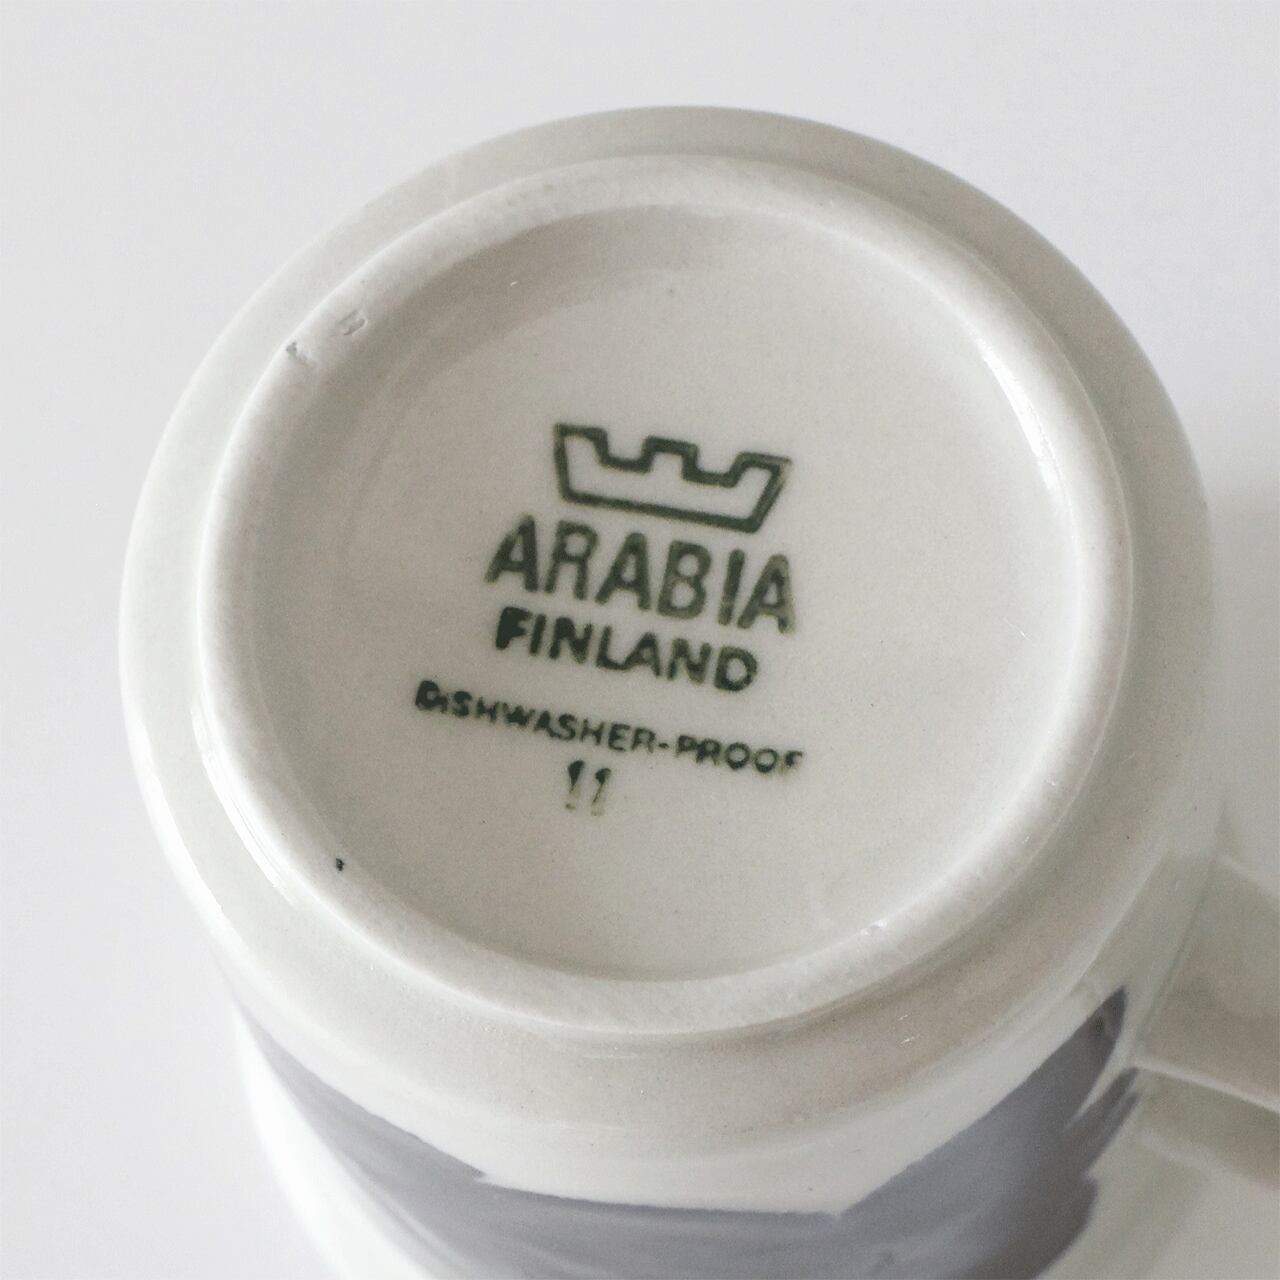 ARABIA
FINLAND
DISHWASHER-PROOF
11